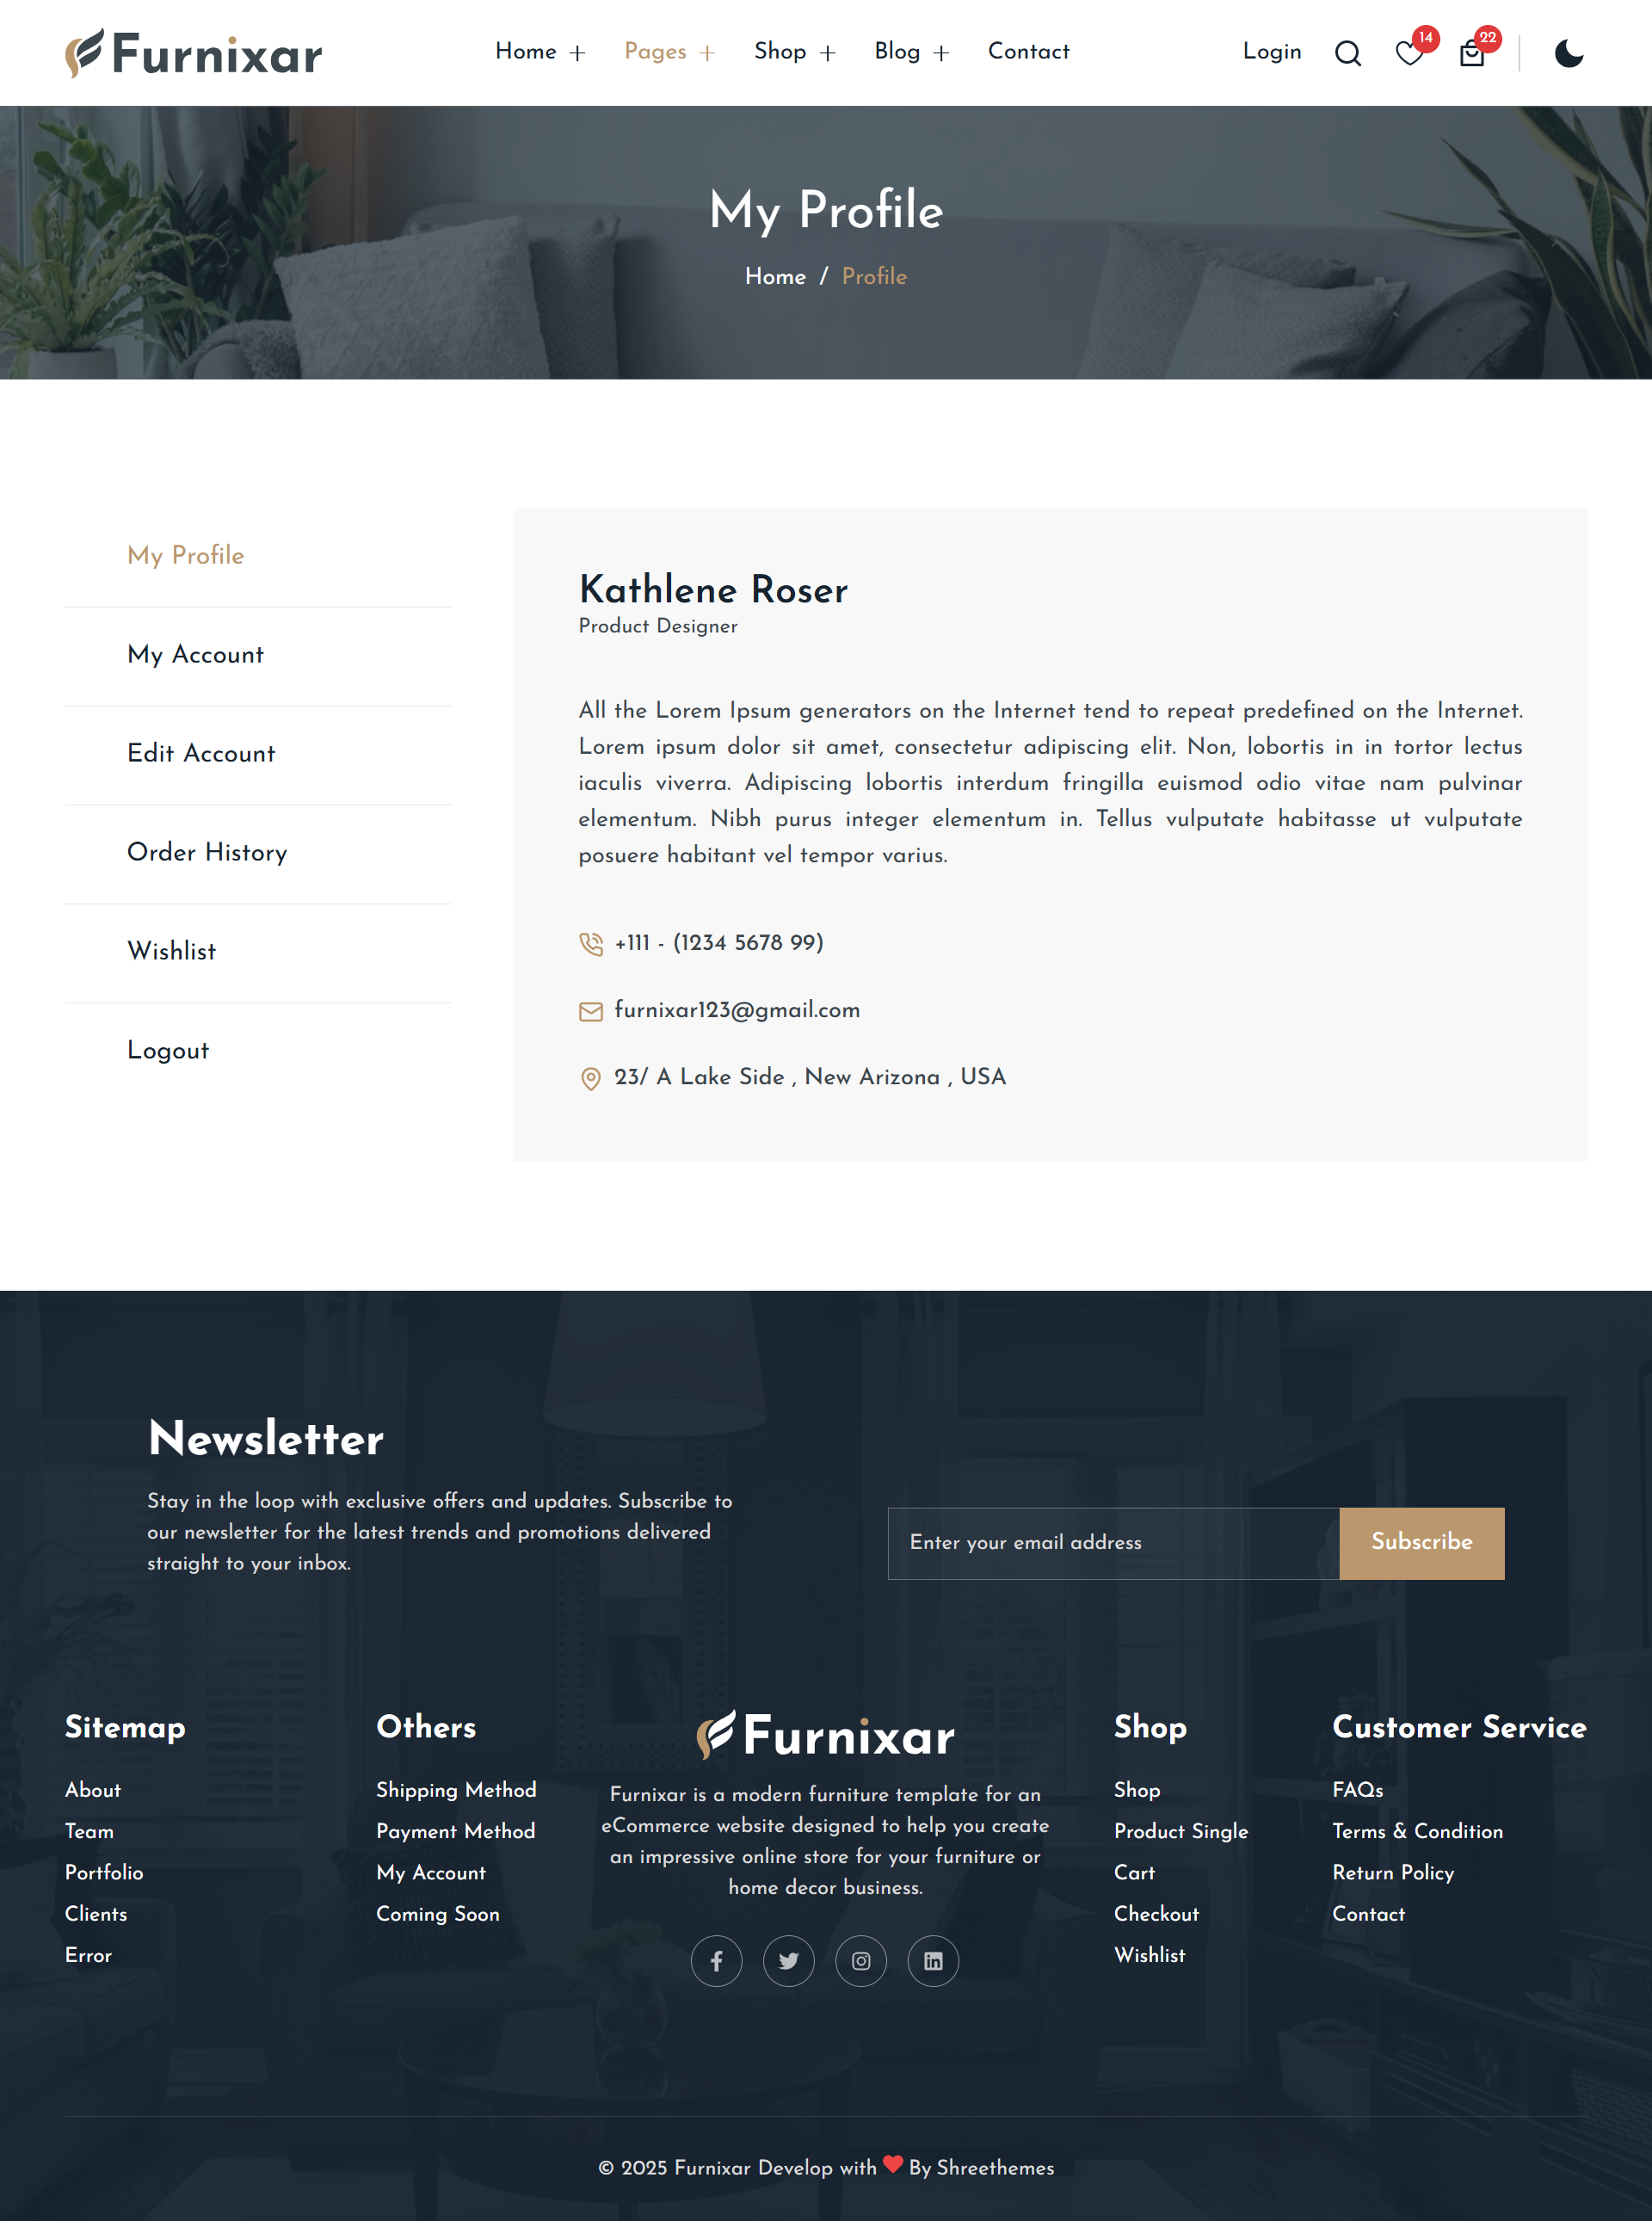 Furnixar
Home Pages Shop Blog Contact
Login 14 22
My Profile
Home / Profile
My Profile
My Account
Edit Account
Order History
Wishlist
Logout
Kathlene Roser
Product Designer
All the Lorem Ipsum generators on the Internet tend to repeat predefined on the Internet.
Lorem ipsum dolor sit amet, consectetur adipiscing elit. Non, lobortis in in tortor lectus
iaculis viverra. Adipiscing lobortis interdum fringilla euismod odio vitae nam pulvinar
elementum. Nibh purus integer elementum in. Tellus vulputate habitasse ut vulputate
posuere habitant vel tempor varius.
+111 - (1234 5678 99)
furnixar123@gmail.com
23/ A Lake Side , New Arizona , USA
Newsletter
Stay in the loop with exclusive offers and updates. Subscribe to
our newsletter for the latest trends and promotions delivered
straight to your inbox.
Enter your email address
Subscribe
Sitemap
About
Team
Portfolio
Clients
Error
Others
Shipping Method
Payment Method
My Account
Coming Soon
Furnixar
Furnixar is a modern furniture template for an
eCommerce website designed to help you create
an impressive online store for your furniture or
home decor business.
Shop
Shop
Product Single
Cart
Checkout
Wishlist
Customer Service
FAQs
Terms & Condition
Return Policy
Contact
© 2025 Furnixar Develop with ❤ By Shreethemes